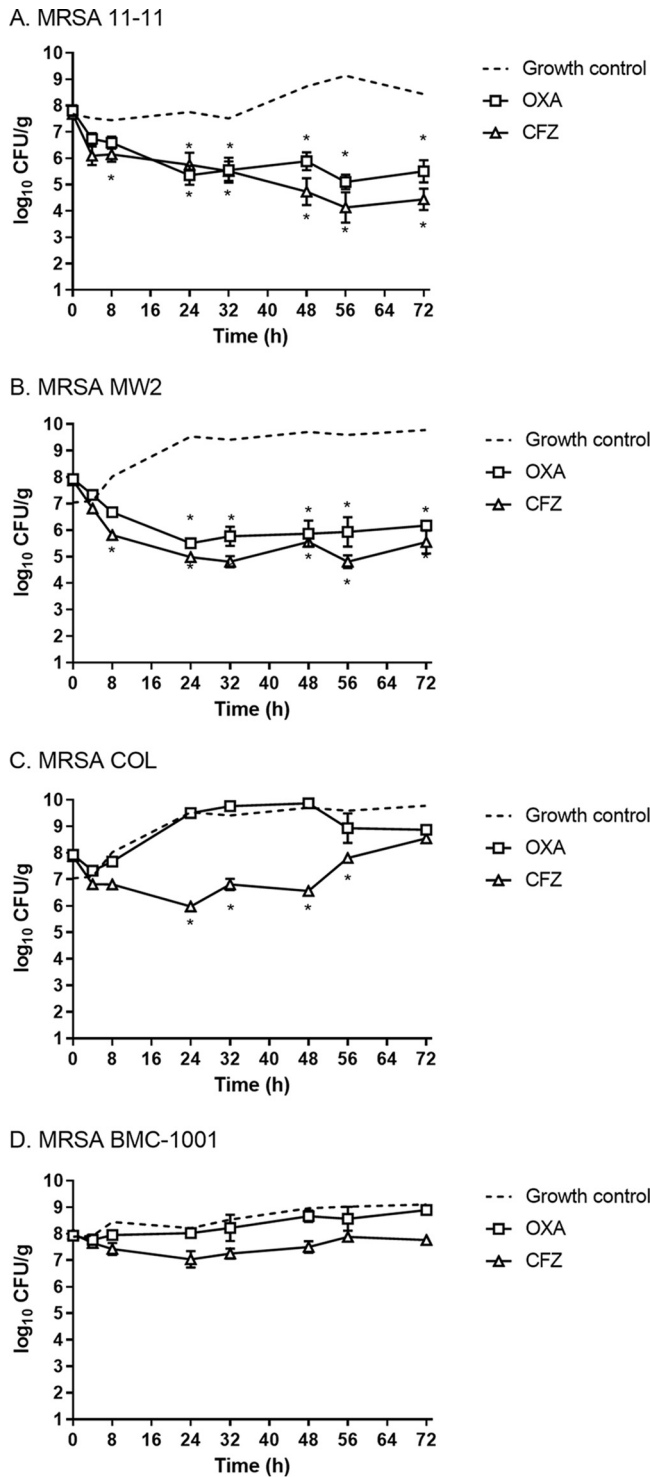 A. MRSA 11-11
10
9
8
7
6
5
4
3
2
1
log10 CFU/g
* * * * *
* * * * * *
0 8 16 24 32 40 48 56 64 72
Time (h)
Growth control
OXA
CFZ
B. MRSA MW2
10
9
8
7
6
5
4
3
2
1
log10 CFU/g
* * * * *
* * * * *
0 8 16 24 32 40 48 56 64 72
Time (h)
Growth control
OXA
CFZ
C. MRSA COL
10
9
8
7
6
5
4
3
2
1
log10 CFU/g
* * * *
0 8 16 24 32 40 48 56 64 72
Time (h)
Growth control
OXA
CFZ
D. MRSA BMC-1001
10
9
8
7
6
5
4
3
2
1
log10 CFU/g
0 8 16 24 32 40 48 56 64 72
Time (h)
Growth control
OXA
CFZ